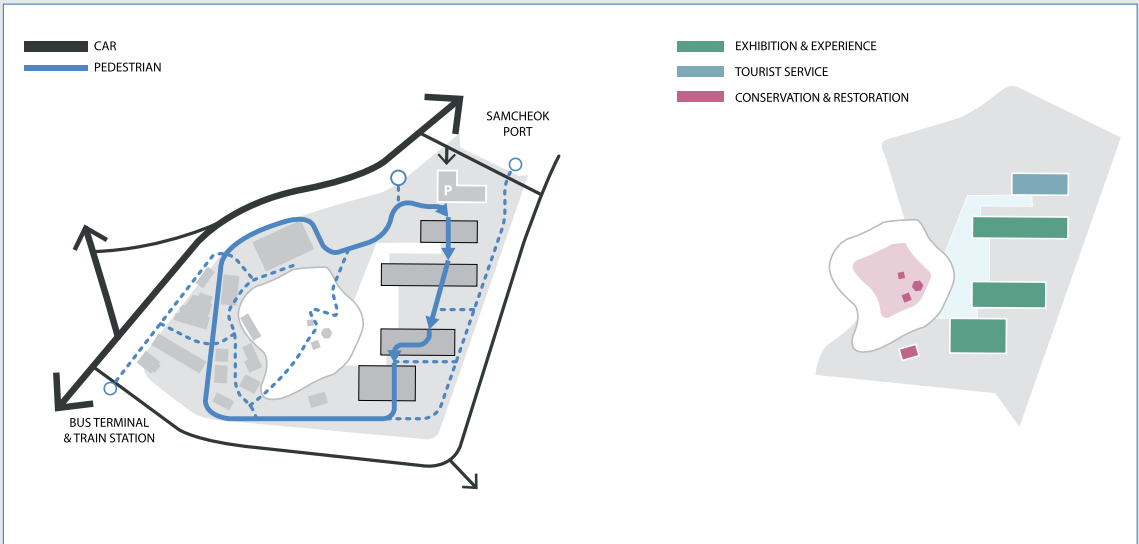 CAR
PEDESTRIAN
SAMCHEOK
PORT
P
BUS TERMINAL
& TRAIN STATION
EXHIBITION & EXPERIENCE
TOURIST SERVICE
CONSERVATION & RESTORATION